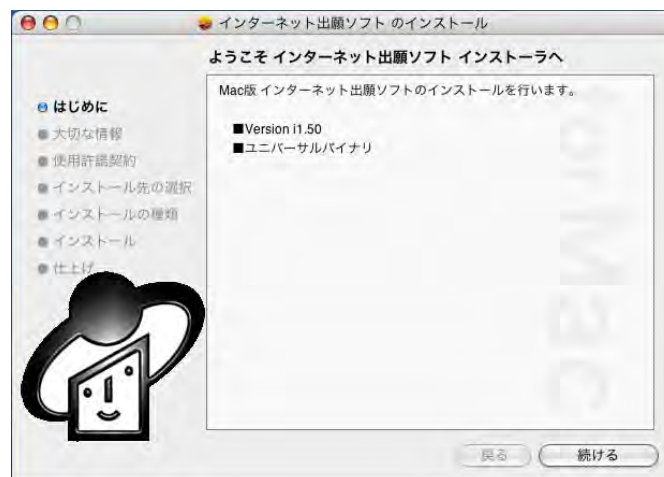 インターネット出願ソフト のインストール
ようこそ インターネット出願ソフト インストーラへ
はじめに
大切な情報
使用許諾契約
インストール先の選択
インストールの種類
インストール
仕上げ
Mac版 インターネット出願ソフトのインストールを行います。
■Version i1.50
■ユニバーサルバイナリ
for Mac
戻る
続ける